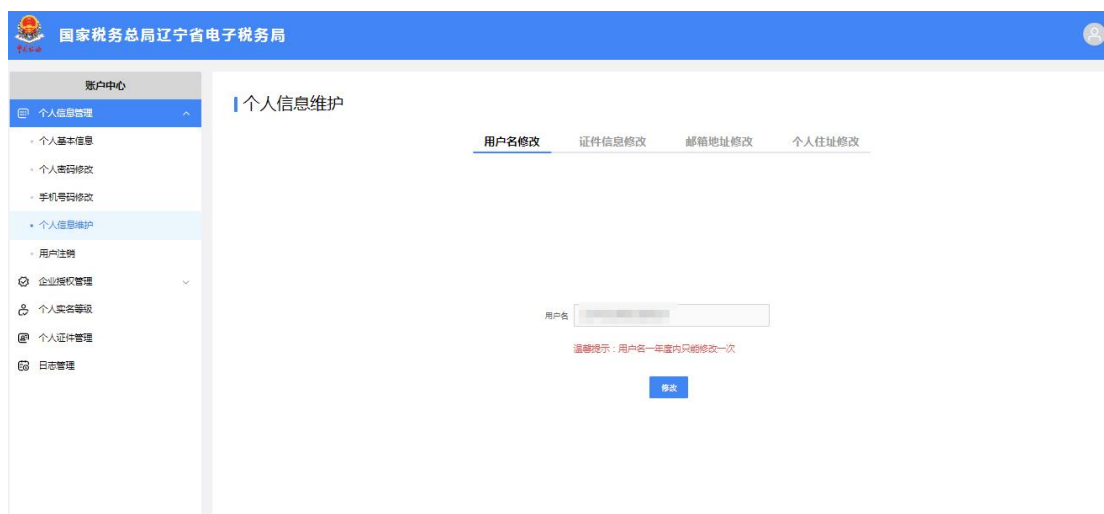 国家税务总局辽宁省电子税务局
账户中心
个人信息管理
个人基本信息
个人密码修改
手机号码修改
个人信息维护
用户注销
企业授权管理
个人实名等级
个人证件管理
日志管理
个人信息维护
用户名修改 证件信息修改 邮箱地址修改 个人住址修改
用户名
温馨提示：用户名一年度内只能修改一次
修改